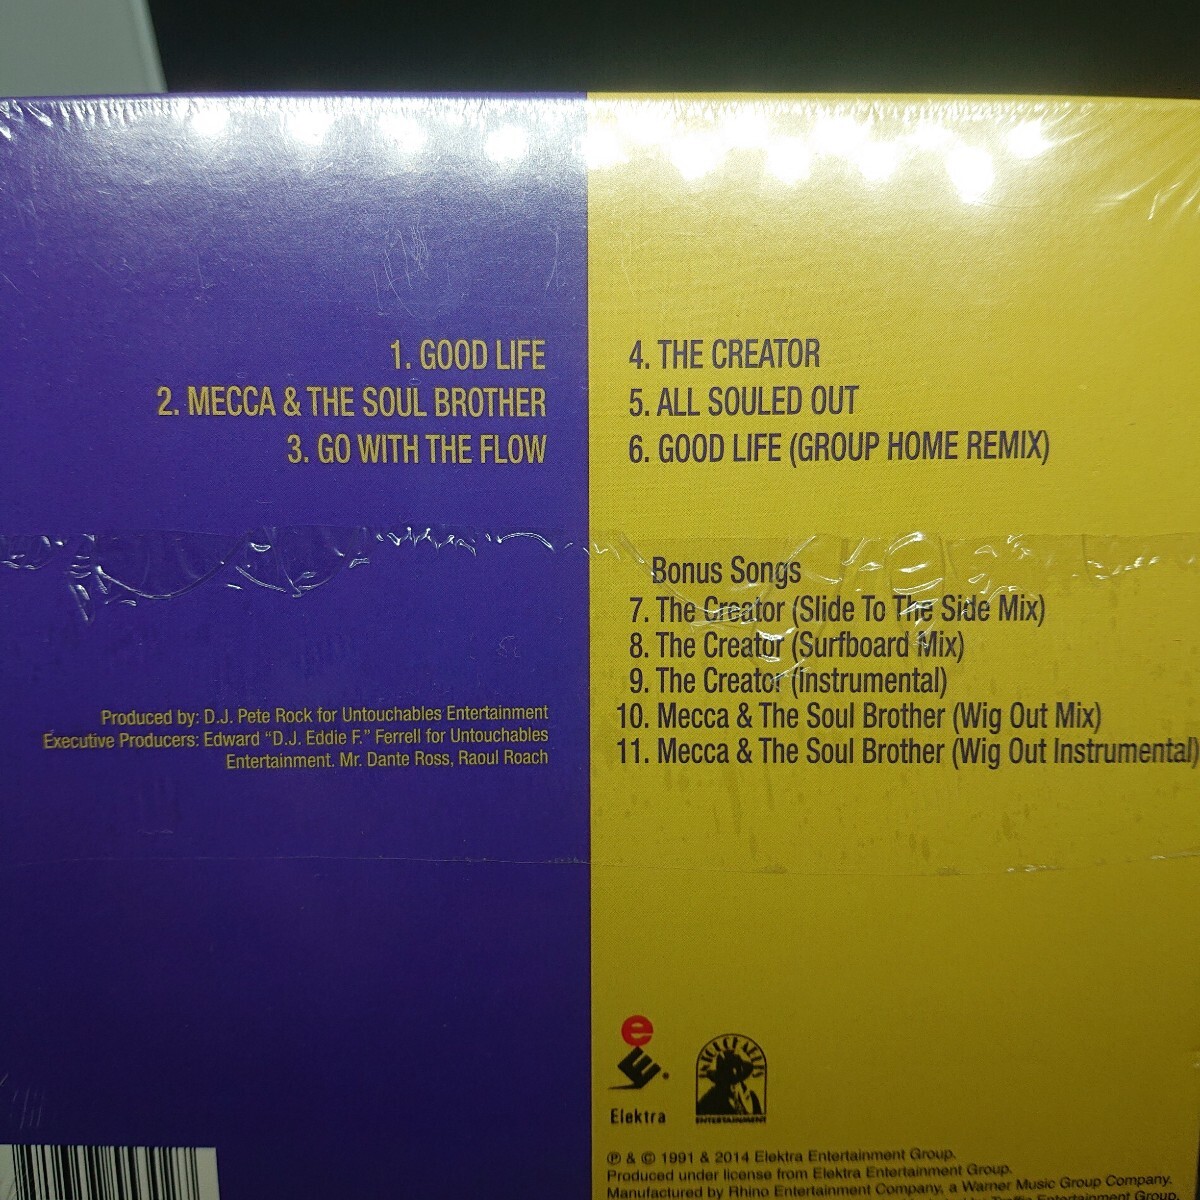 1. GOOD LIFE
2. MECCA & THE SOUL BROTHER
3. GO WITH THE FLOW
4. THE CREATOR
5. ALL SOULED OUT
6. GOOD LIFE (GROUP HOME REMIX)
Bonus Songs
7. The Creator (Slide To The Side Mix)
8. The Creator (Surfboard Mix)
9. The Creator (Instrumental)
10. Mecca & The Soul Brother (Wig Out Mix)
11. Mecca & The Soul Brother (Wig Out Instrumental)
Produced by: D.J. Pete Rock for Untouchables Entertainment
Executive Producers: Edward "D.J. Eddie F." Ferrell for Untouchables
Entertainment. Mr. Dante Ross, Raoul Roach
e
E.
Elektra
UNTOUCHABLES
ENTERTAINMENT
℗ & © 1991 & 2014 Elektra Entertainment Group.
Produced under license from Elektra Entertainment Group.
Manufactured by Rhino Entertainment Company, a Warner Music Group Company.
Group.